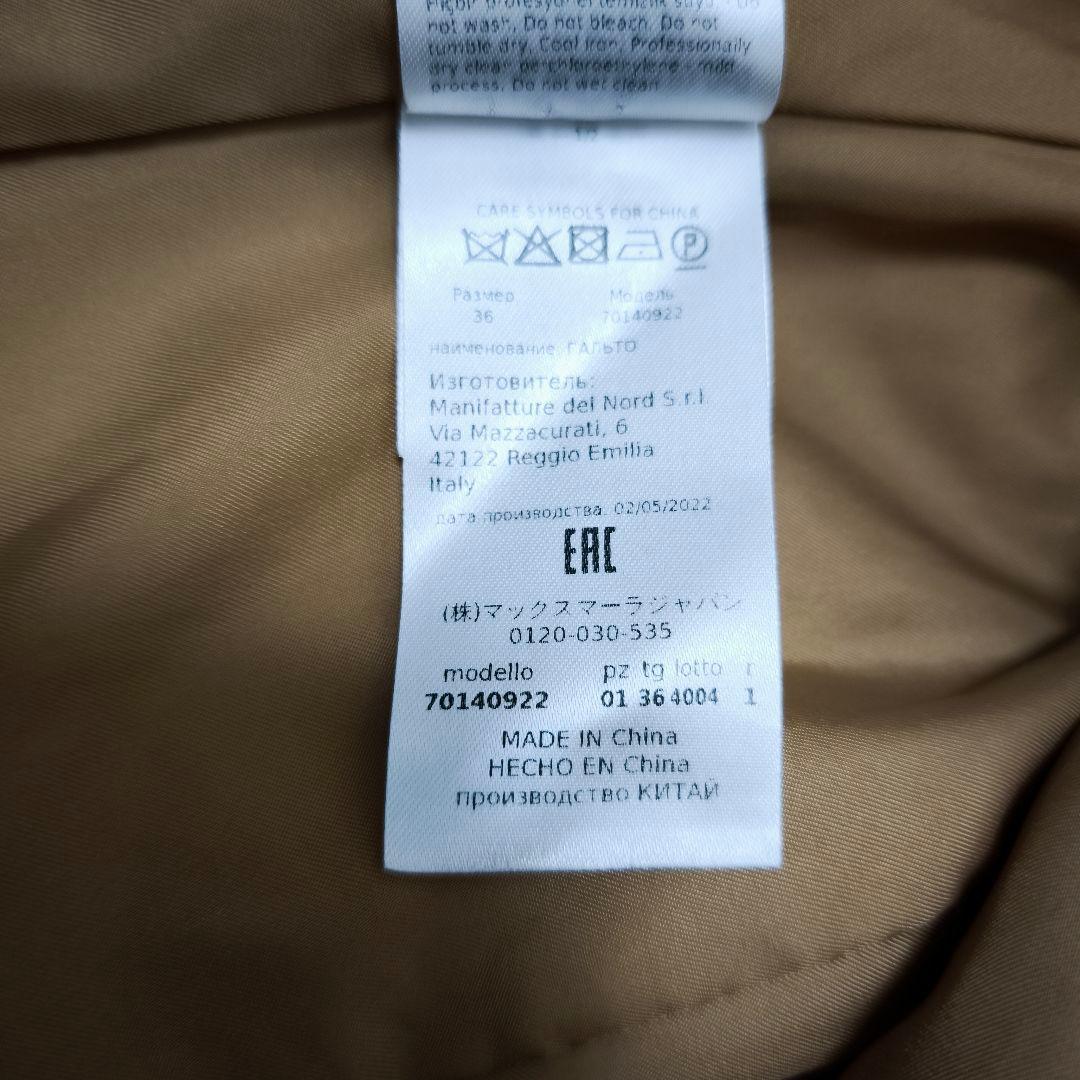 not wash. Do not bleach. Do not
tumble dry. Cool iron. Professionally
dry clean perchloroethylene - mild
process. Do not wet clean
CARE SYMBOLS FOR CHINA
P
Размер Модель
36 70140922
наименование: ПАЛЬТО
Изготовитель:
Manifatture del Nord S.r.l
Via Mazzacurati, 6
42122 Reggio Emilia
Italy
дата производства: 02/05/2022
EAC
(株)マックスマーラジャパン
0120-030-535
modello pz tg lotto r
70140922 01 36 4004 1
MADE IN China
HECHO EN China
производство КИТАЙ